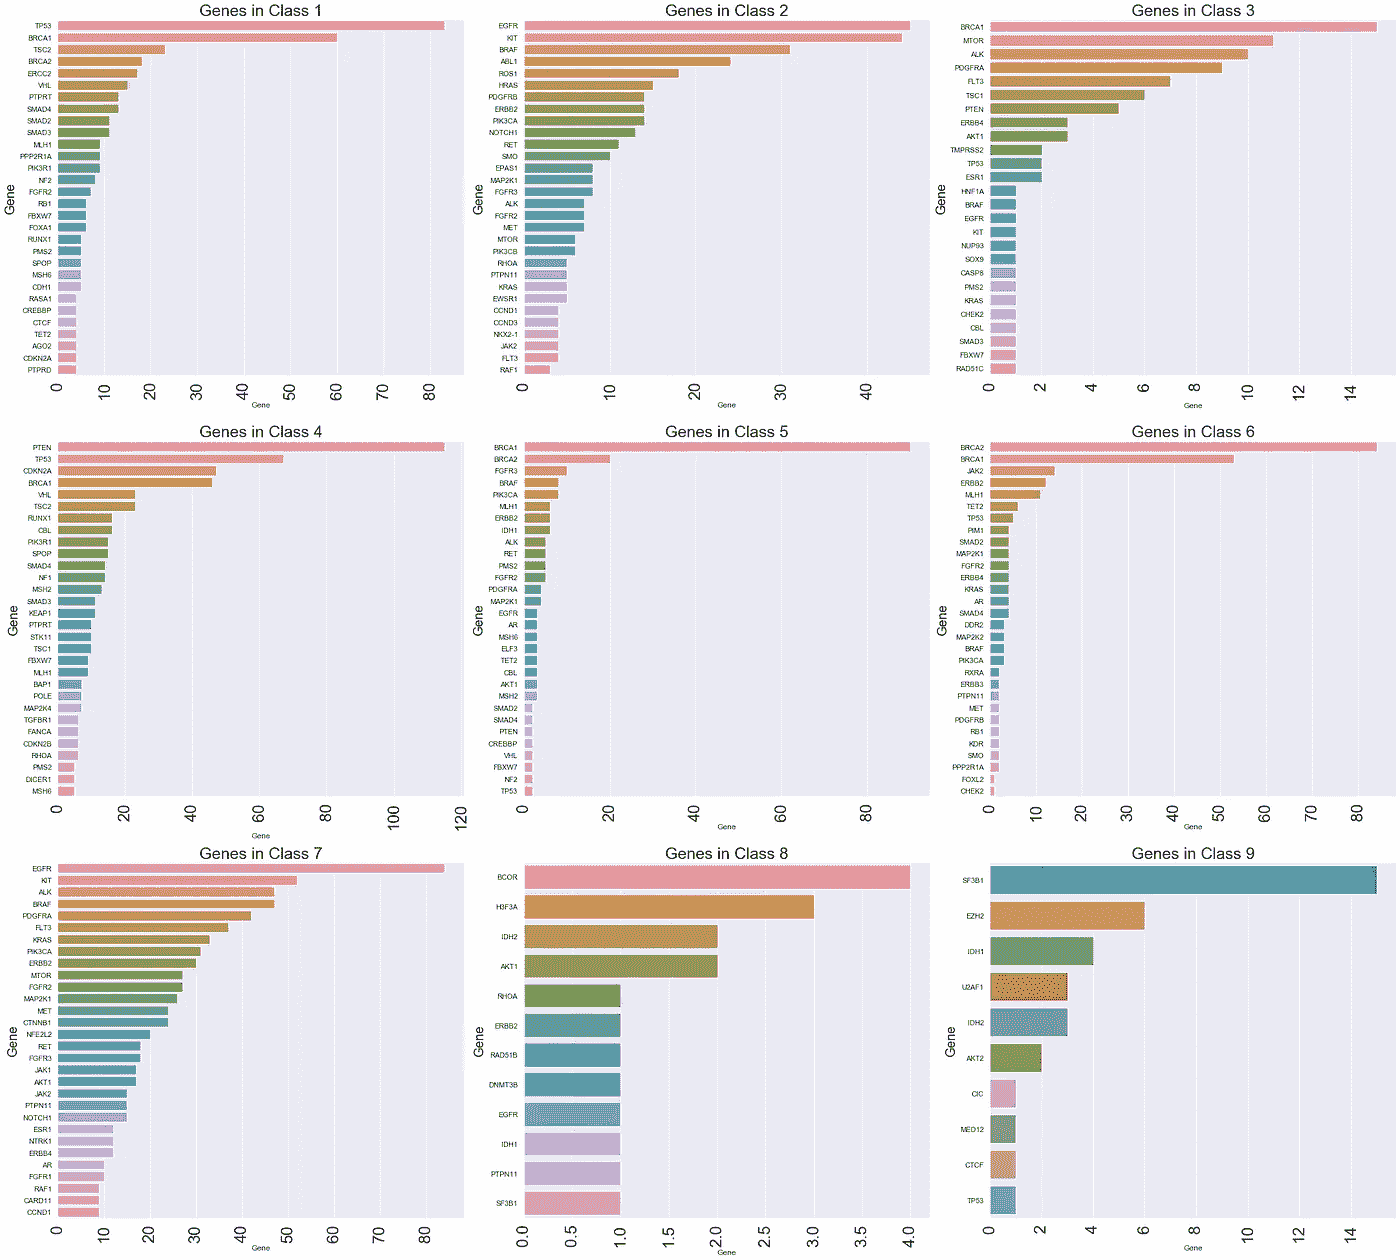 Genes in Class 1
Gene
TP53
BRCA1
TSC2
BRCA2
ERCC2
VHL
PTPRT
SMAD4
SMAD2
SMAD3
MLH1
PPP2R1A
PIK3R1
NF2
FGFR2
RB1
FBXW7
FOXA1
RUNX1
PMS2
SPOP
MSH6
CDH1
RASA1
CREBBP
CTCF
TET2
AGO2
CDKN2A
PTPRD
0 10 20 30 40 50 60 70 80
Gene
Genes in Class 2
Gene
EGFR
KIT
BRAF
ABL1
ROS1
HRAS
PDGFRB
ERBB2
PIK3CA
NOTCH1
RET
SMO
EPAS1
MAP2K1
FGFR3
ALK
FGFR2
MET
MTOR
PIK3CB
RHOA
PTPN11
KRAS
EWSR1
CCND1
CCND3
NKX2-1
JAK2
FLT3
RAF1
0 10 20 30 40
Gene
Genes in Class 3
Gene
BRCA1
MTOR
ALK
PDGFRA
FLT3
TSC1
PTEN
ERBB4
AKT1
TMPRSS2
TP53
ESR1
HNF1A
BRAF
EGFR
KIT
NUP93
SOX9
CASP8
PMS2
KRAS
CHEK2
CBL
SMAD3
FBXW7
RAD51C
0 2 4 6 8 10 12 14
Gene
Genes in Class 4
Gene
PTEN
TP53
CDKN2A
BRCA1
VHL
TSC2
RUNX1
CBL
PIK3R1
SPOP
SMAD4
NF1
MSH2
SMAD3
KEAP1
PTPRT
STK11
TSC1
FBXW7
MLH1
BAP1
POLE
MAP2K4
TGFBR1
FANCA
CDKN2B
RHOA
PMS2
DICER1
MSH6
0 20 40 60 80 100 120
Gene
Genes in Class 5
Gene
BRCA1
BRCA2
FGFR3
BRAF
PIK3CA
MLH1
ERBB2
IDH1
ALK
RET
PMS2
FGFR2
PDGFRA
MAP2K1
EGFR
AR
MSH6
ELF3
TET2
CBL
AKT1
MSH2
SMAD2
SMAD4
PTEN
CREBBP
VHL
FBXW7
NF2
TP53
0 20 40 60 80
Gene
Genes in Class 6
Gene
BRCA2
BRCA1
JAK2
ERBB2
MLH1
TET2
TP53
PIM1
SMAD2
MAP2K1
FGFR2
ERBB4
KRAS
AR
SMAD4
DDR2
MAP2K2
BRAF
PIK3CA
RXRA
ERBB3
PTPN11
MET
PDGFRB
RB1
KDR
SMO
PPP2R1A
FOXL2
CHEK2
0 10 20 30 40 50 60 70 80
Gene
Genes in Class 7
Gene
EGFR
KIT
ALK
BRAF
PDGFRA
FLT3
KRAS
PIK3CA
ERBB2
MTOR
FGFR2
MAP2K1
MET
CTNNB1
NFE2L2
RET
FGFR3
JAK1
AKT1
JAK2
PTPN11
NOTCH1
ESR1
NTRK1
ERBB4
AR
FGFR1
RAF1
CARD11
CCND1
0 10 20 30 40 50 60 70 80
Gene
Genes in Class 8
Gene
BCOR
H3F3A
IDH2
AKT1
RHOA
ERBB2
RAD51B
DNMT3B
EGFR
IDH1
PTPN11
SF3B1
0.0 0.5 1.0 1.5 2.0 2.5 3.0 3.5 4.0
Gene
Genes in Class 9
Gene
SF3B1
EZH2
IDH1
U2AF1
IDH2
AKT2
CIC
MED12
CTCF
TP53
0 2 4 6 8 10 12 14
Gene